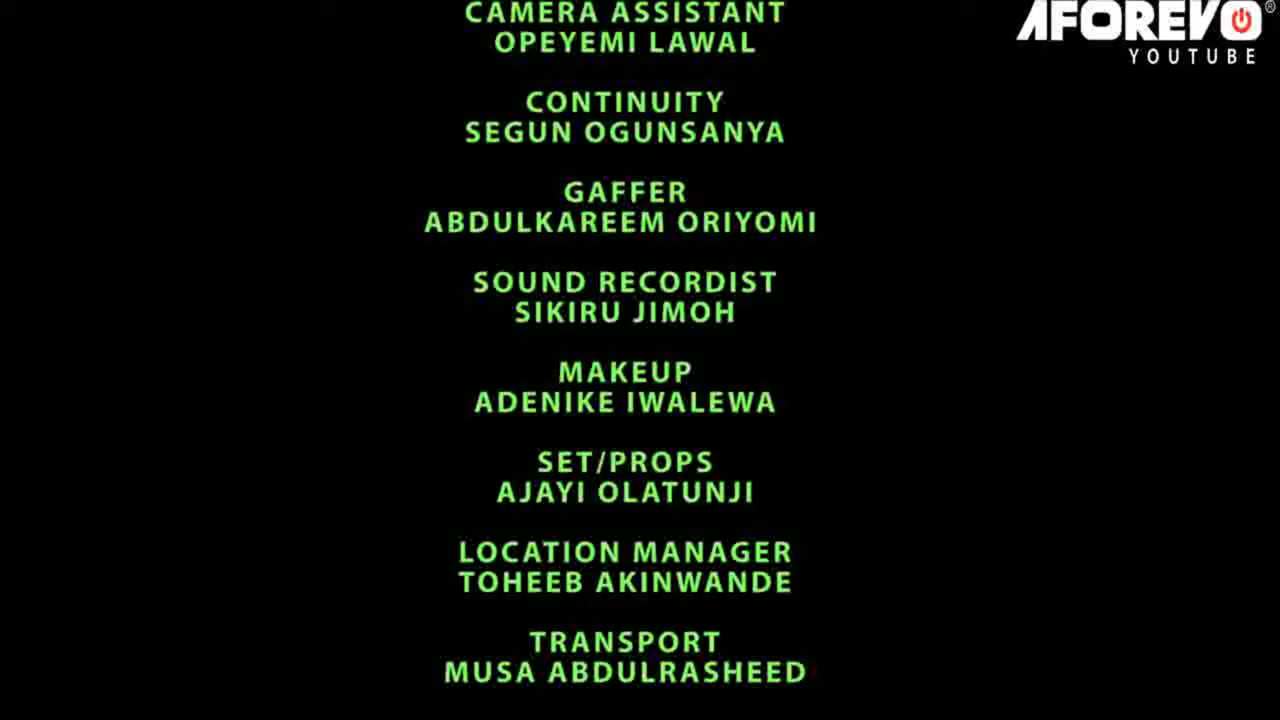 CAMERA ASSISTANT
OPEYEMI LAWAL
AFOREVO®
YOUTUBE
CONTINUITY
SEGUN OGUNSANYA
GAFFER
ABDULKAREEM ORIYOMI
SOUND RECORDIST
SIKIRU JIMOH
MAKEUP
ADENIKE IWALEWA
SET/PROPS
AJAYI OLATUNJI
LOCATION MANAGER
TOHEEB AKINWANDE
TRANSPORT
MUSA ABDULRASHEED